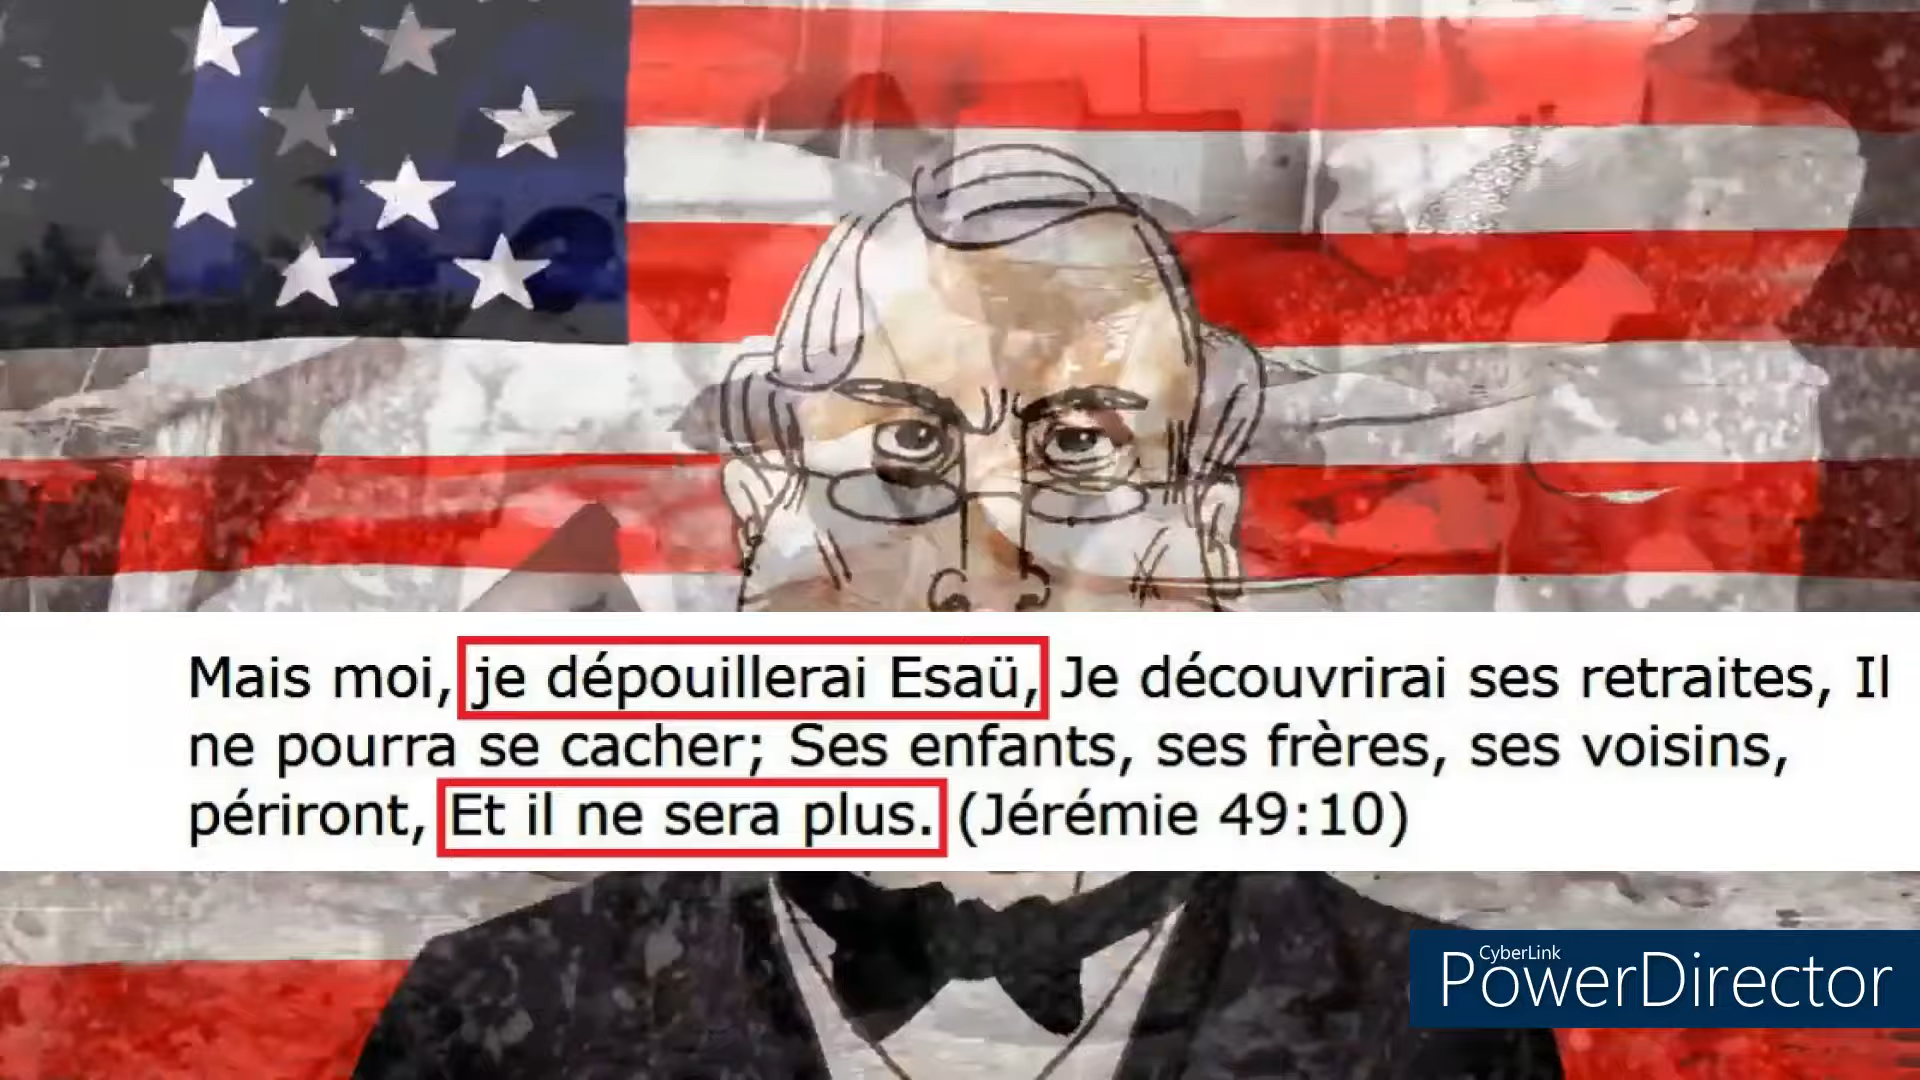 Mais moi, je dépouillerai Esaü, Je découvrirai ses retraites, Il
ne pourra se cacher; Ses enfants, ses frères, ses voisins,
périront, Et il ne sera plus. (Jérémie 49:10)
CyberLink
PowerDirector